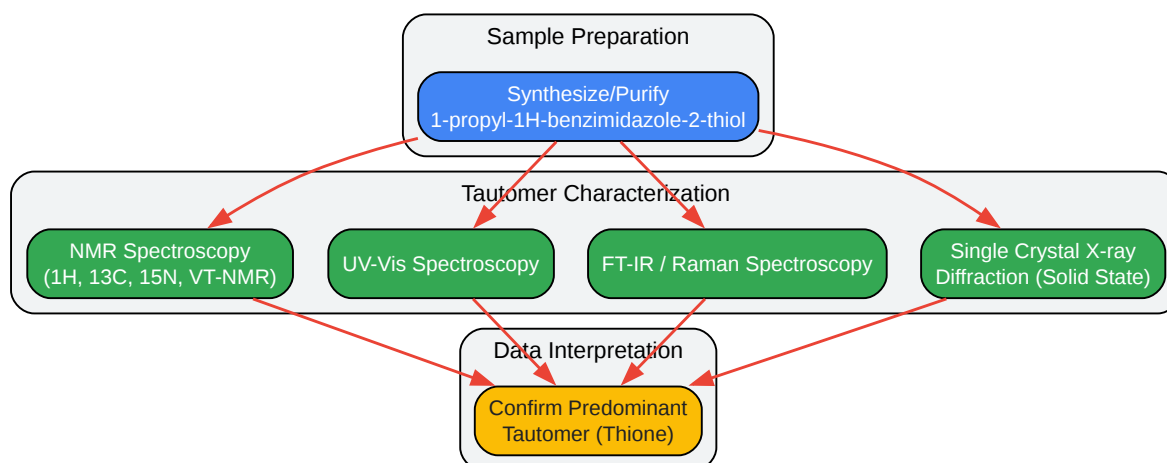 Sample Preparation
Synthesize/Purify
1-propyl-1H-benzimidazole-2-thiol
Tautomer Characterization
NMR Spectroscopy
(1H, 13C, 15N, VT-NMR)
UV-Vis Spectroscopy
FT-IR / Raman Spectroscopy
Single Crystal X-ray
Diffraction (Solid State)
Data Interpretation
Confirm Predominant
Tautomer (Thione)